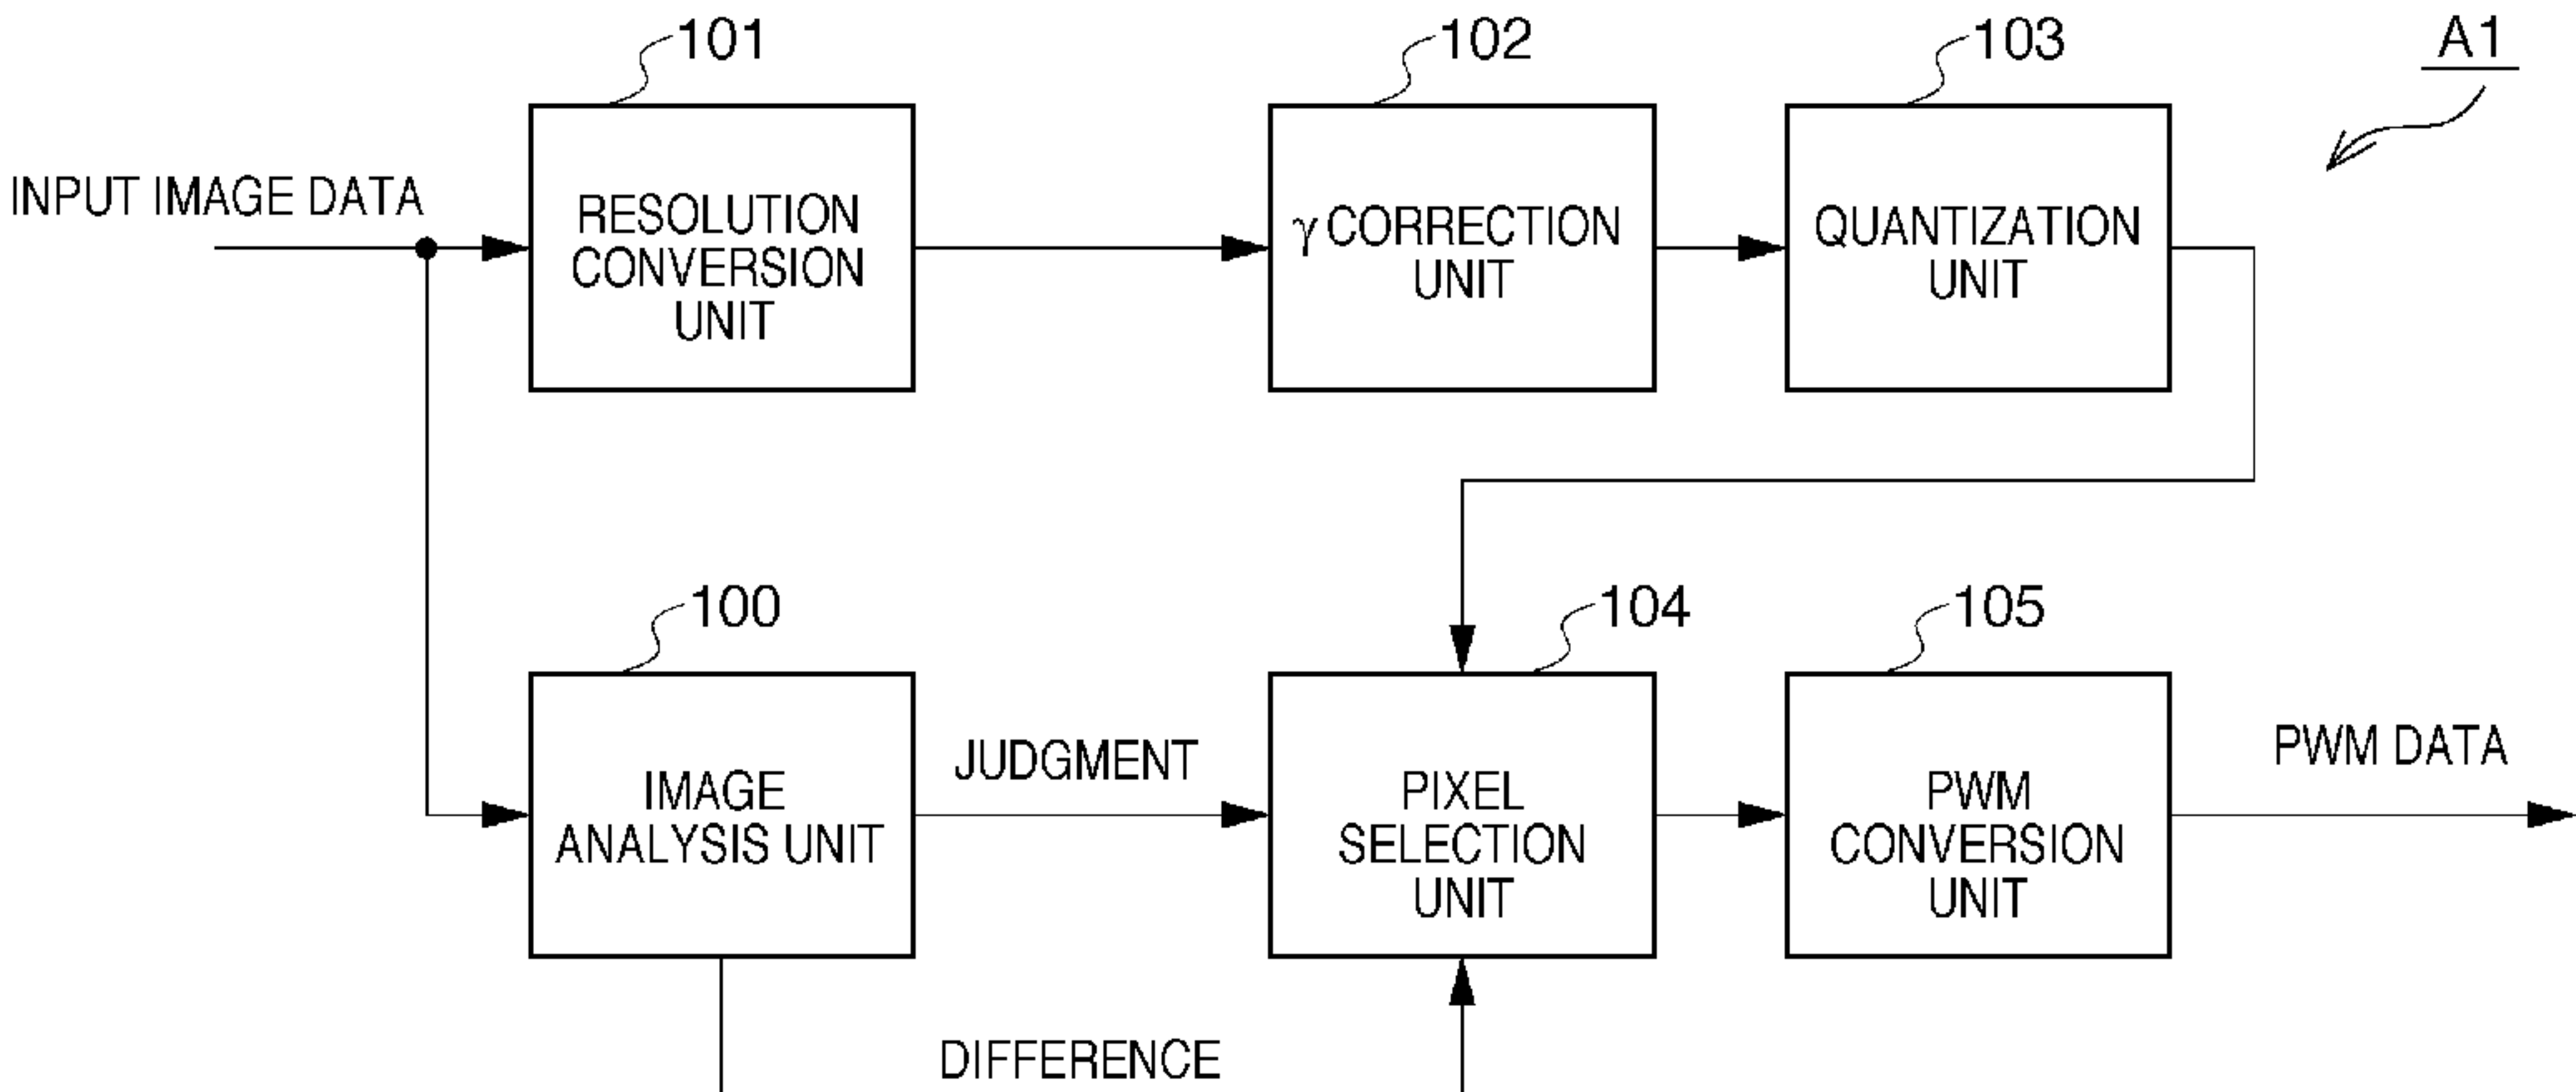 101
102
103
A1
INPUT IMAGE DATA
RESOLUTION
CONVERSION
UNIT
γ CORRECTION
UNIT
QUANTIZATION
UNIT
100
104
105
IMAGE
ANALYSIS UNIT
JUDGMENT
PIXEL
SELECTION
UNIT
PWM
CONVERSION
UNIT
PWM DATA
DIFFERENCE